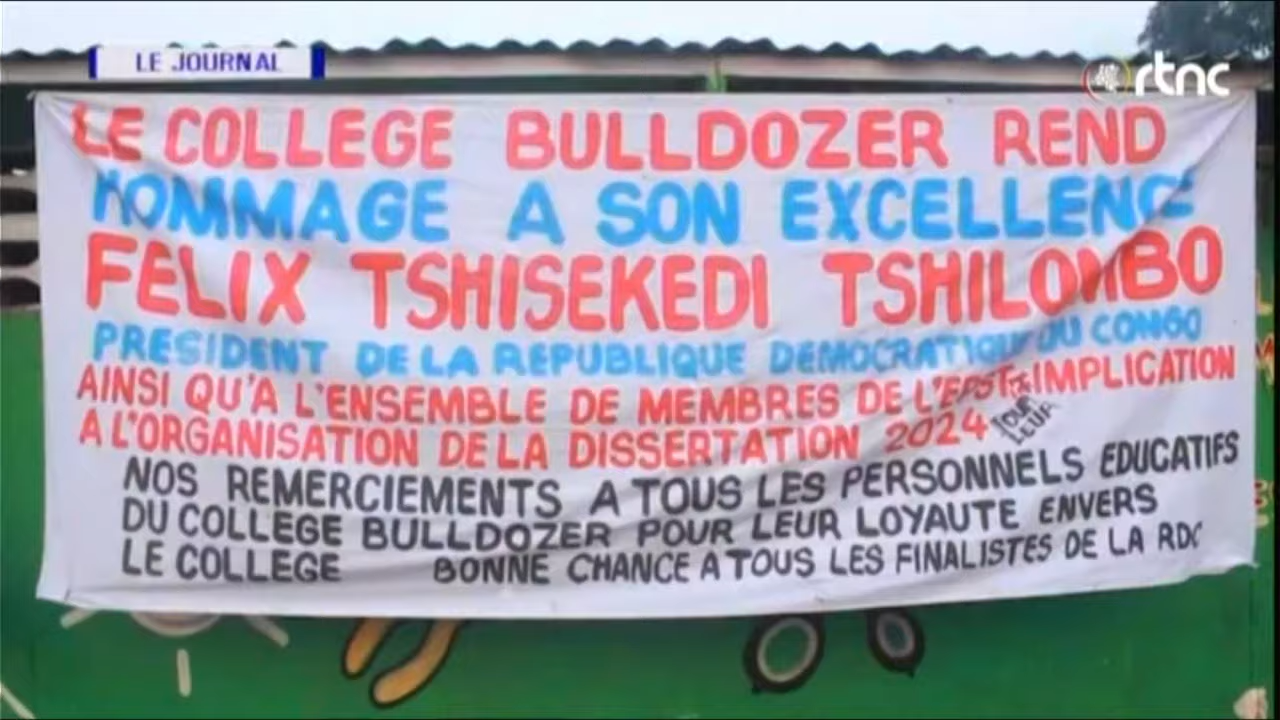 LE JOURNAL
rtnc
LE COLLEGE BULLDOZER REND
HOMMAGE A SON EXCELLENCE
FELIX TSHISEKEDI TSHILOMBO
PRESIDENT DE LA REPUBLIQUE DEMOCRATIQUE DU CONGO
AINSI QU'A L'ENSEMBLE DE MEMBRES DE L'EPST POUR LEUR IMPLICATION
A L'ORGANISATION DE LA DISSERTATION 2024
NOS REMERCIEMENTS A TOUS LES PERSONNELS EDUCATIFS
DU COLLEGE BULLDOZER POUR LEUR LOYAUTE ENVERS
LE COLLEGE BONNE CHANCE A TOUS LES FINALISTES DE LA RDC